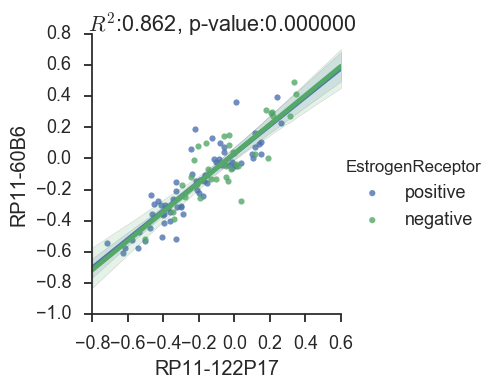 R²:0.862, p-value:0.000000
0.8
0.6
0.4
0.2
0.0
−0.2
−0.4
−0.6
−0.8
−1.0
RP11-60B6
−0.8−0.6−0.4−0.2 0.0 0.2 0.4 0.6
RP11-122P17
EstrogenReceptor
positive
negative